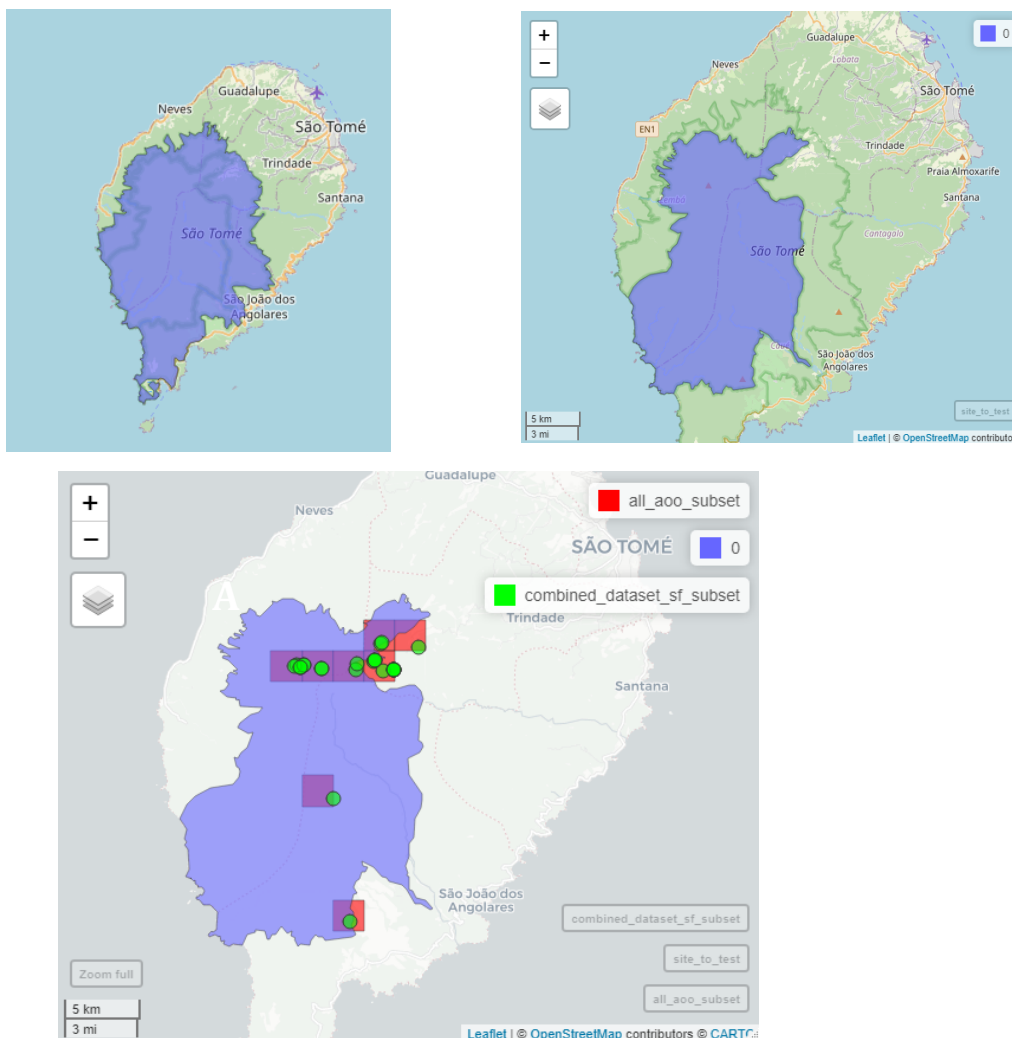 Guadalupe
Neves
São Tomé
Trindade
Santana
São Tomé
São João dos
Angolares
+
−
0
Guadalupe
Lobata
Neves
São Tomé
EN1
Trindade
Praia Almoxarife
Lemba
Santana
Cantagalo
São Tomé
Caué
São João dos
Angolares
5 km
3 mi
site_to_test
Leaflet | © OpenStreetMap contributo
+
−
Guadalupe
all_aoo_subset
Neves
SÃO TOMÉ
0
A
combined_dataset_sf_subset
Trindade
Santana
São João dos
Angolares
combined_dataset_sf_subset
site_to_test
Zoom full
all_aoo_subset
5 km
3 mi
Leaflet | © OpenStreetMap contributors © CARTO